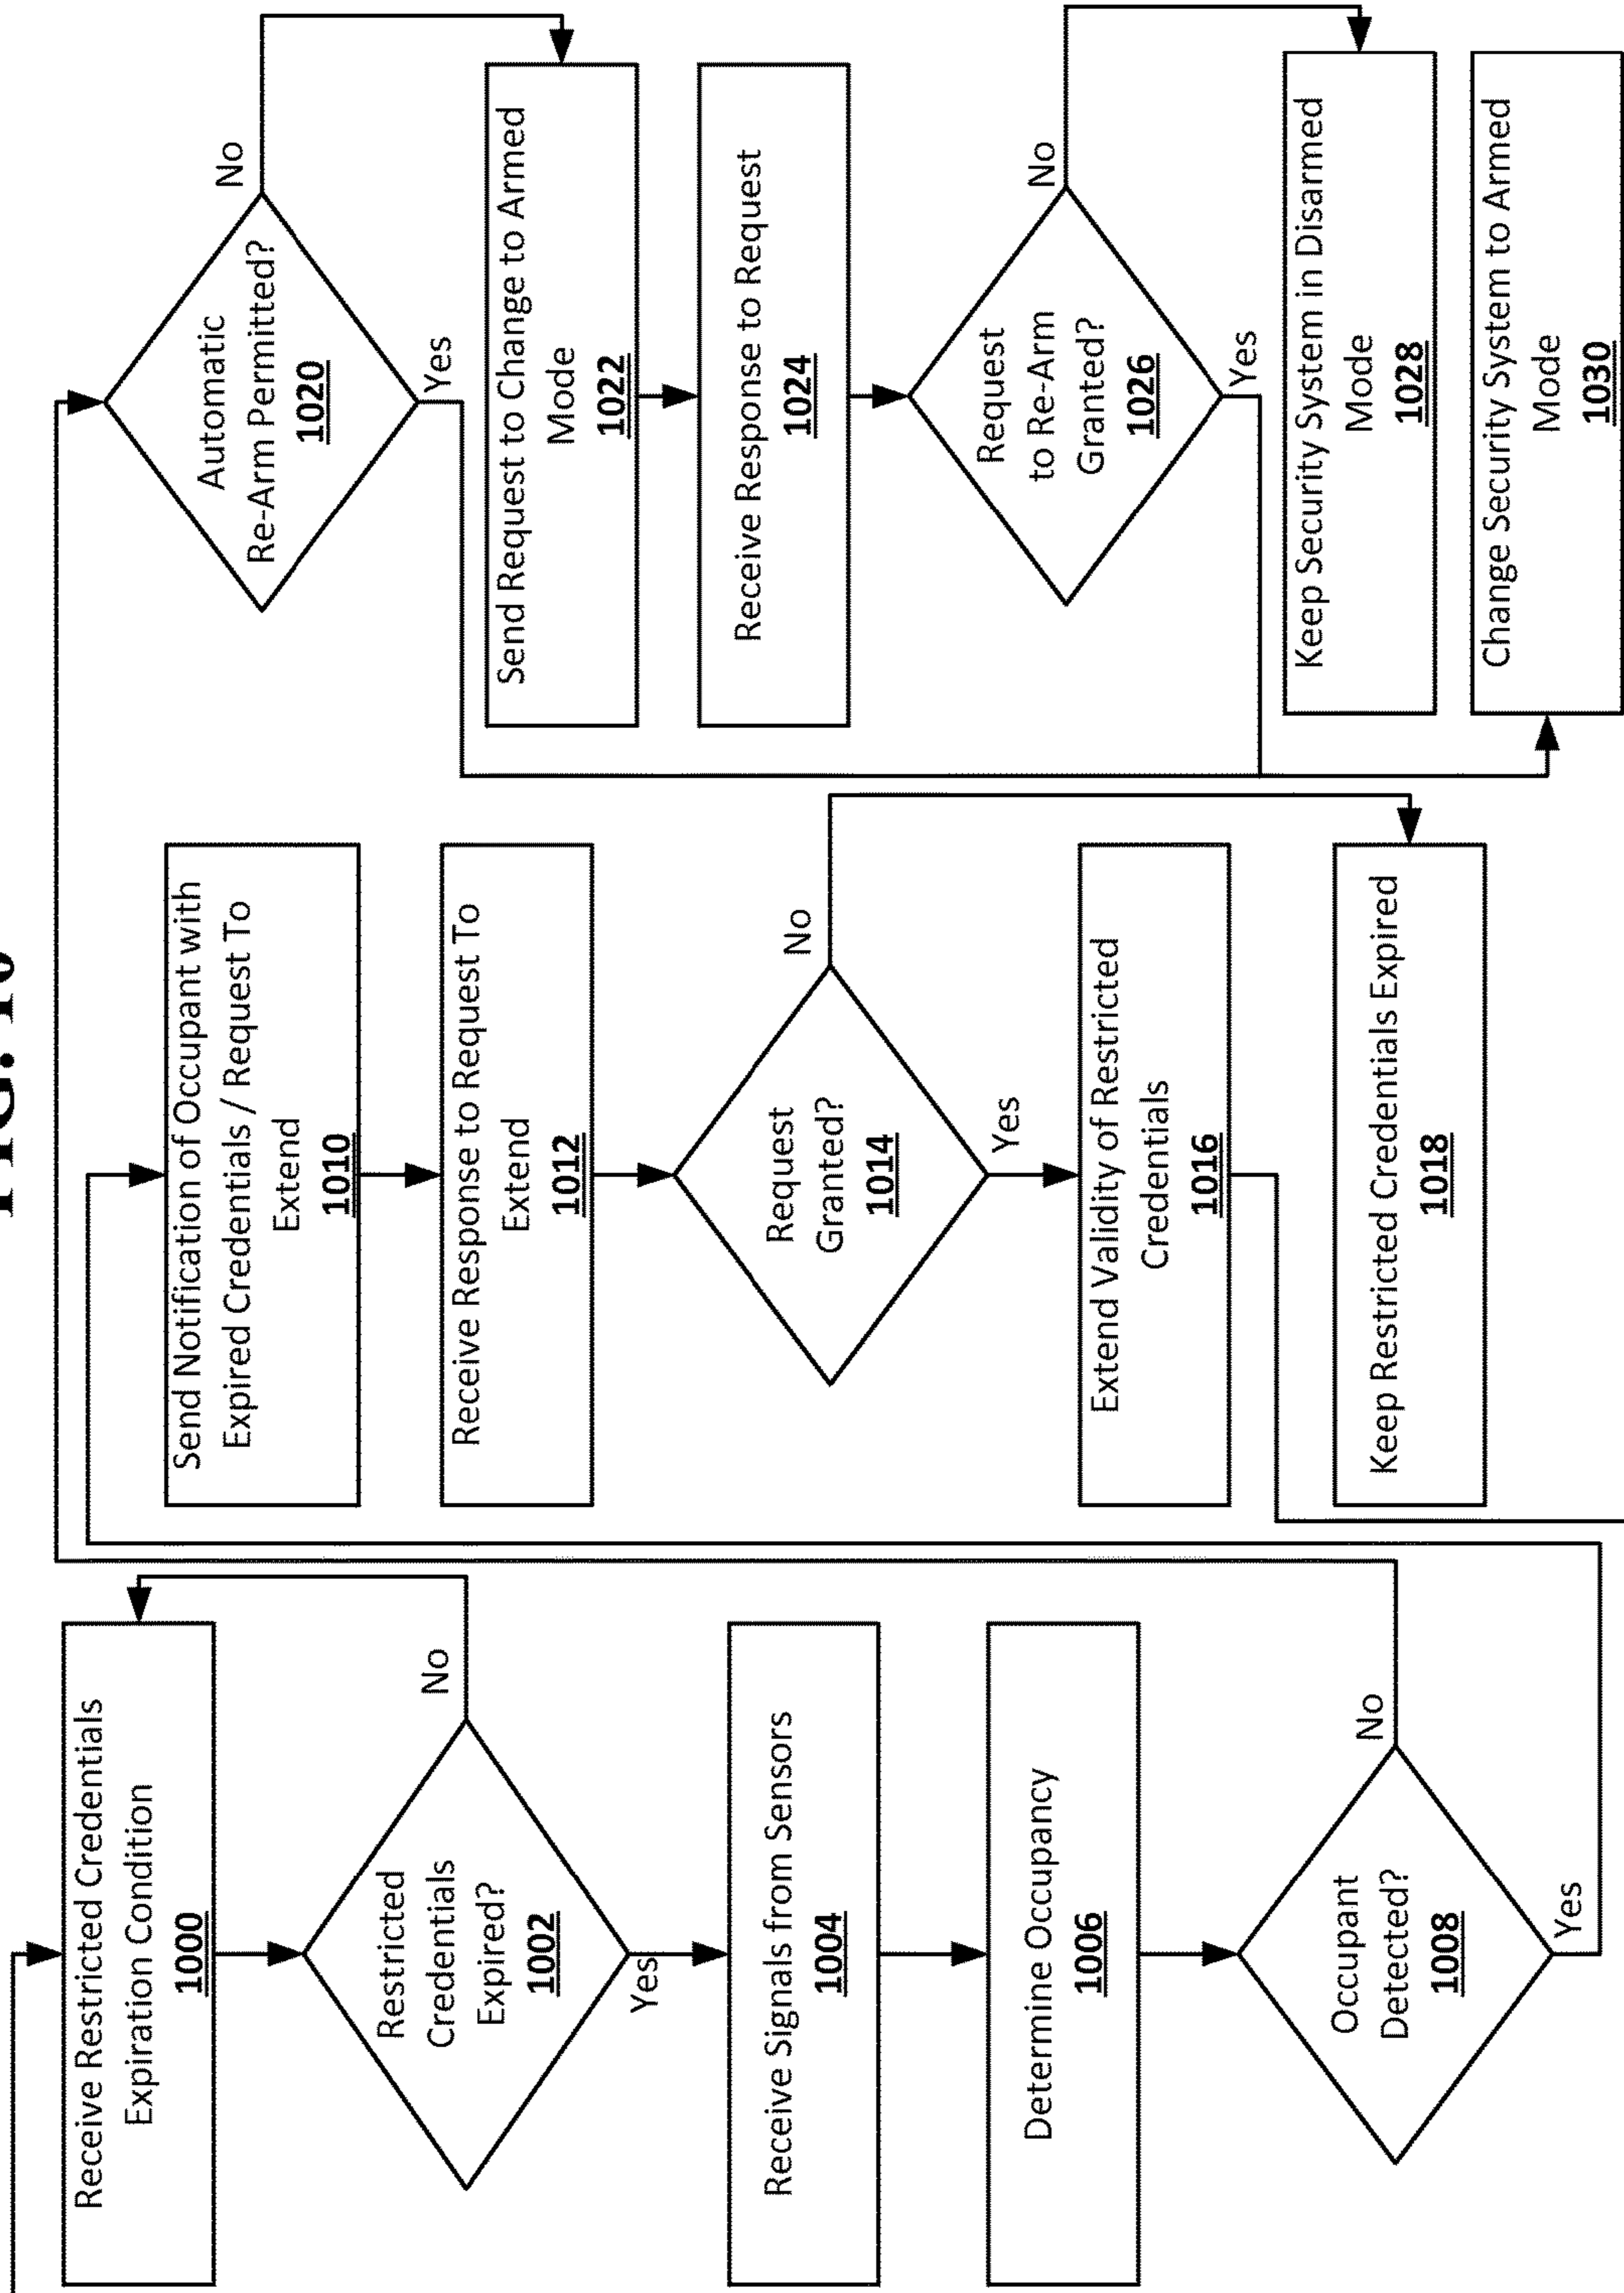 FIG. 10
Receive Restricted Credentials
Expiration Condition
1000
No
Restricted
Credentials
Expired?
1002
Yes
Receive Signals from Sensors
1004
Determine Occupancy
1006
No
Occupant
Detected?
1008
Yes
Send Notification of Occupant with
Expired Credentials / Request To
Extend
1010
Receive Response to Request To
Extend
1012
No
Request
Granted?
1014
Yes
Extend Validity of Restricted
Credentials
1016
Keep Restricted Credentials Expired
1018
No
Automatic
Re-Arm Permitted?
1020
Yes
Send Request to Change to Armed
Mode
1022
Receive Response to Request
1024
No
Request
to Re-Arm
Granted?
1026
Yes
Keep Security System in Disarmed
Mode
1028
Change Security System to Armed
Mode
1030